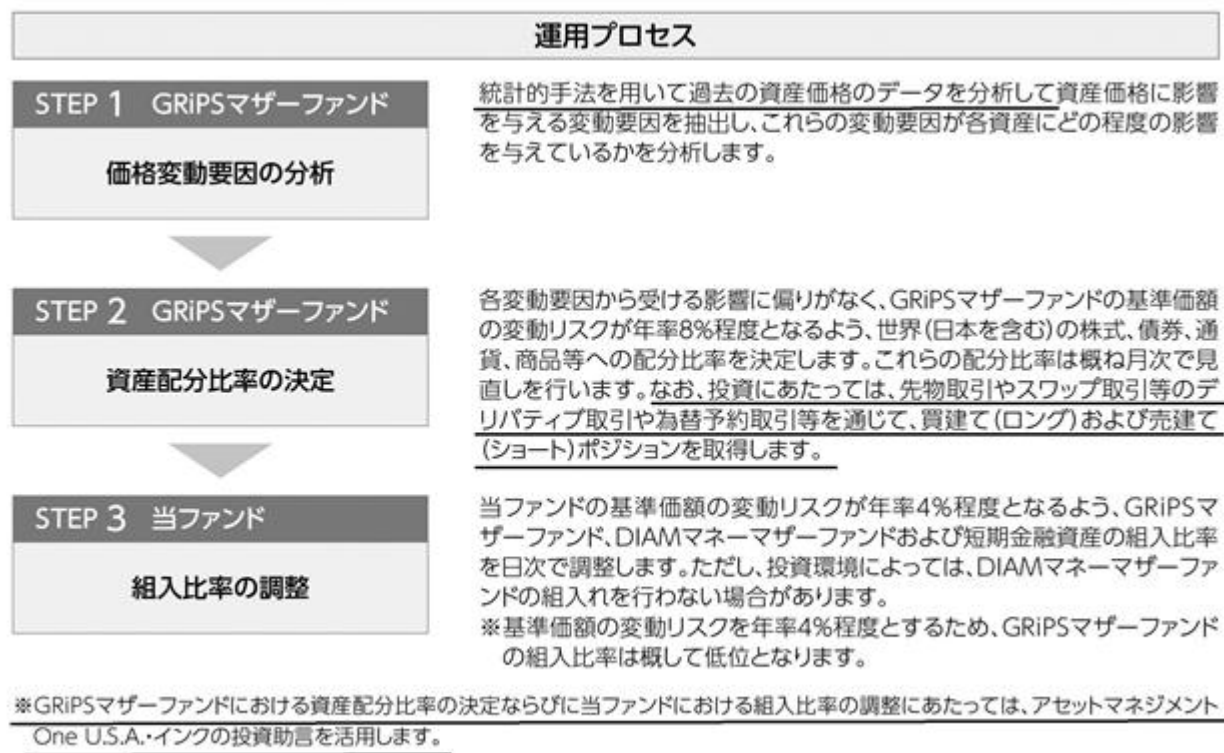 運用プロセス
STEP 1 GRiPSマザーファンド
価格変動要因の分析
統計的手法を用いて過去の資産価格のデータを分析して資産価格に影響
を与える変動要因を抽出し、これらの変動要因が各資産にどの程度の影響
を与えているかを分析します。
STEP 2 GRiPSマザーファンド
資産配分比率の決定
各変動要因から受ける影響に偏りがなく、GRiPSマザーファンドの基準価額
の変動リスクが年率8%程度となるよう、世界(日本を含む)の株式、債券、通
貨、商品等への配分比率を決定します。これらの配分比率は概ね月次で見
直しを行います。なお、投資にあたっては、先物取引やスワップ取引等のデ
リバティブ取引や為替予約取引等を通じて、買建て(ロング)および売建て
(ショート)ポジションを取得します。
STEP 3 当ファンド
組入比率の調整
当ファンドの基準価額の変動リスクが年率4%程度となるよう、GRiPSマ
ザーファンド、DIAMマネーマザーファンドおよび短期金融資産の組入比率
を日次で調整します。ただし、投資環境によっては、DIAMマネーマザーファ
ンドの組入れを行わない場合があります。
※基準価額の変動リスクを年率4%程度とするため、GRiPSマザーファンド
の組入比率は概して低位となります。
※GRiPSマザーファンドにおける資産配分比率の決定ならびに当ファンドにおける組入比率の調整にあたっては、アセットマネジメント
One U.S.A.・インクの投資助言を活用します。